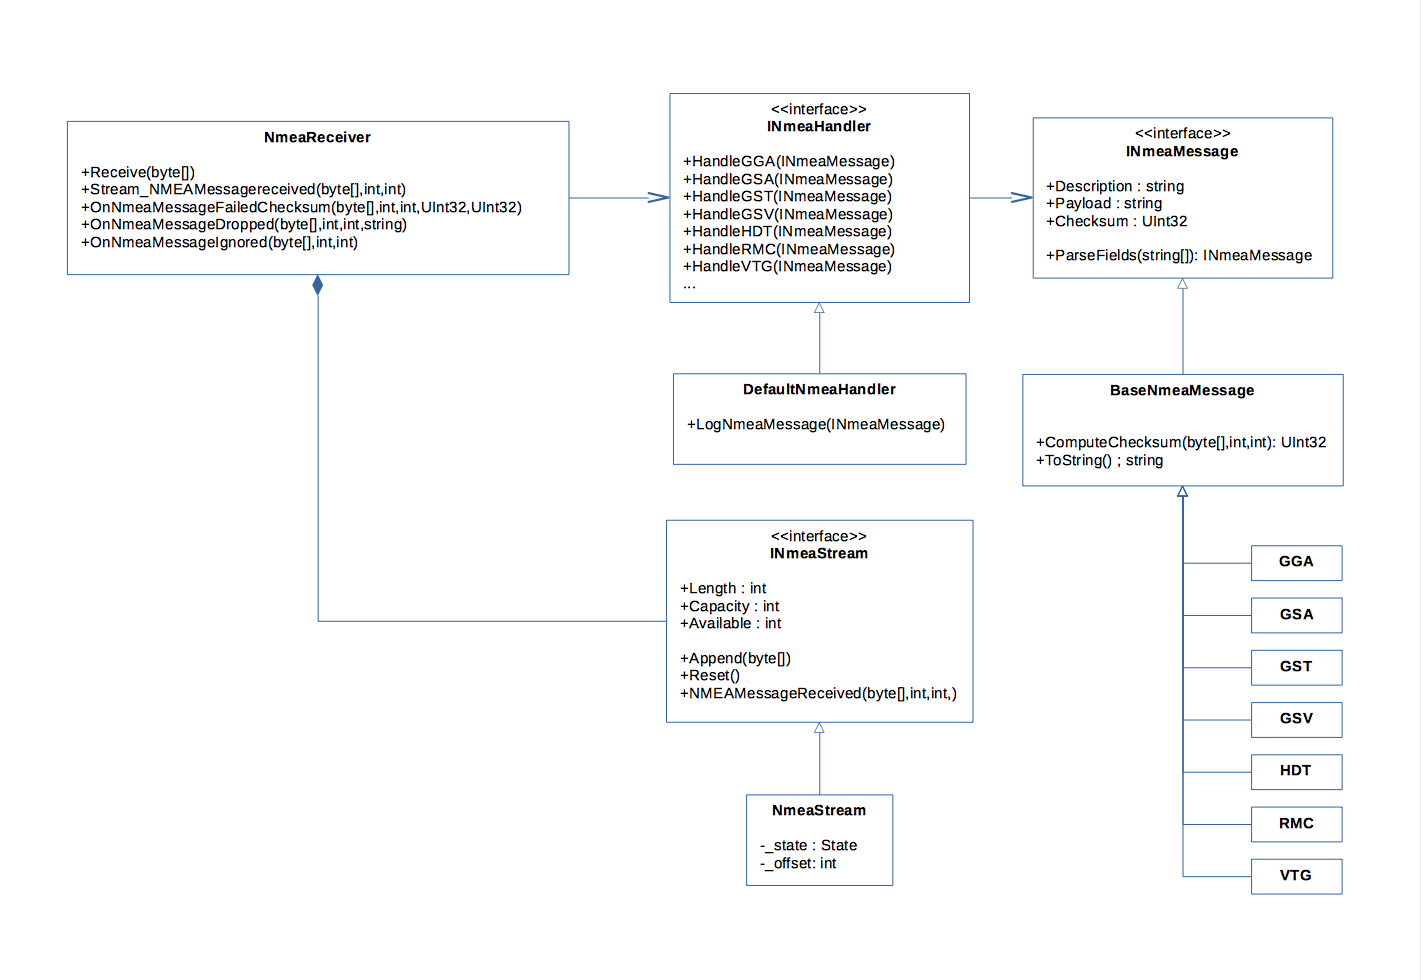 NmeaReceiver
+Receive(byte[])
+Stream_NMEAMessagereceived(byte[],int,int)
+OnNmeaMessageFailedChecksum(byte[],int,int,UInt32,UInt32)
+OnNmeaMessageDropped(byte[],int,int,string)
+OnNmeaMessageIgnored(byte[],int,int)
<<interface>>
INmeaHandler
+HandleGGA(INmeaMessage)
+HandleGSA(INmeaMessage)
+HandleGST(INmeaMessage)
+HandleGSV(INmeaMessage)
+HandleHDT(INmeaMessage)
+HandleRMC(INmeaMessage)
+HandleVTG(INmeaMessage)
...
<<interface>>
INmeaMessage
+Description : string
+Payload : string
+Checksum : UInt32
+ParseFields(string[]): INmeaMessage
DefaultNmeaHandler
+LogNmeaMessage(INmeaMessage)
BaseNmeaMessage
+ComputeChecksum(byte[],int,int): UInt32
+ToString() ; string
<<interface>>
INmeaStream
+Length : int
+Capacity : int
+Available : int
+Append(byte[])
+Reset()
+NMEAMessageReceived(byte[],int,int,)
NmeaStream
-_state : State
-_offset: int
GGA
GSA
GST
GSV
HDT
RMC
VTG